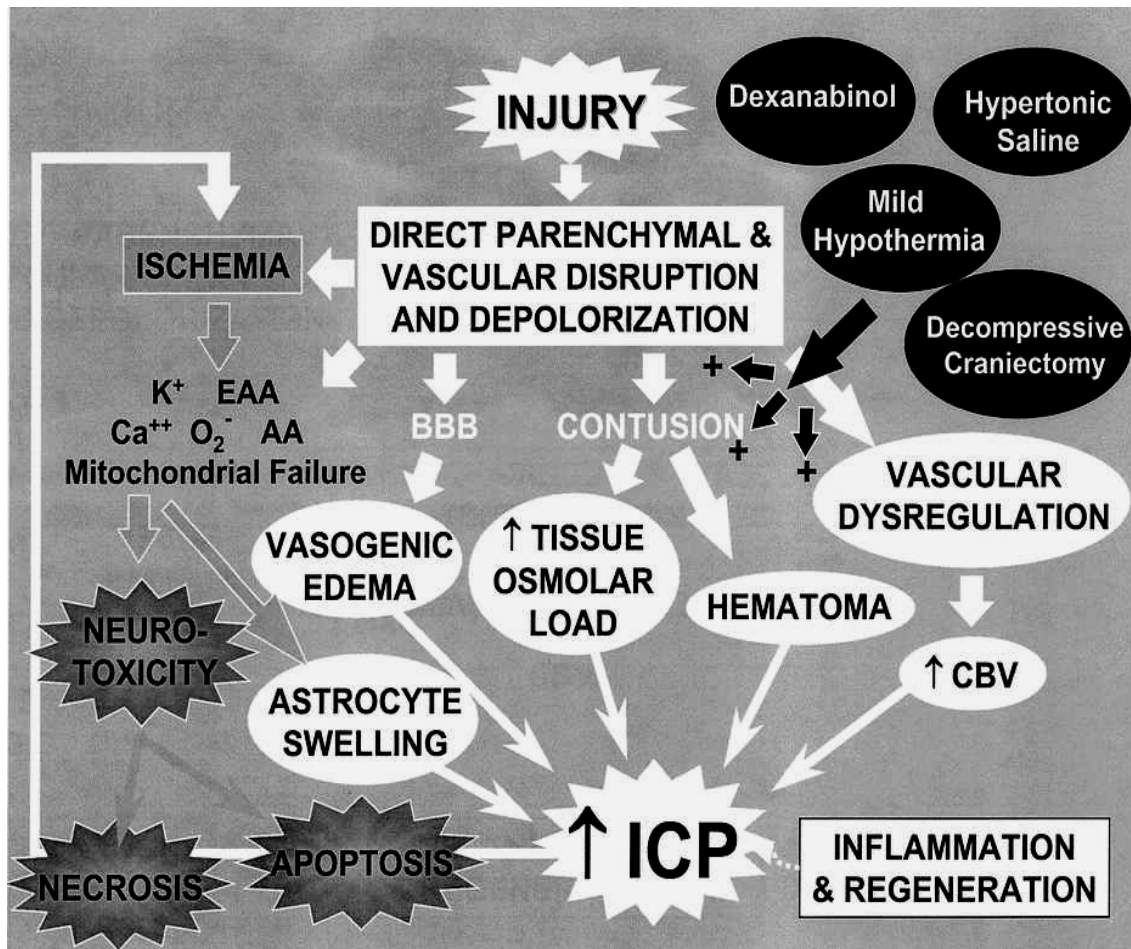 INJURY
Dexanabinol
Hypertonic
Saline
Mild
Hypothermia
Decompressive
Craniectomy
DIRECT PARENCHYMAL &
VASCULAR DISRUPTION
AND DEPOLORIZATION
ISCHEMIA
K⁺ EAA
Ca⁺⁺ O₂⁻ AA
Mitochondrial Failure
BBB
CONTUSION
+
+
+
VASCULAR
DYSREGULATION
VASOGENIC
EDEMA
↑ TISSUE
OSMOLAR
LOAD
HEMATOMA
↑ CBV
NEURO-
TOXICITY
ASTROCYTE
SWELLING
↑ ICP
NECROSIS
APOPTOSIS
INFLAMMATION
& REGENERATION